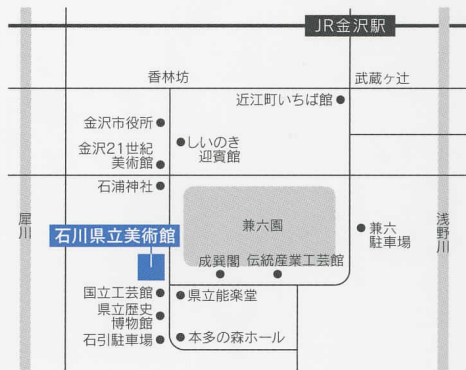 JR金沢駅
香林坊
武蔵ヶ辻
近江町いちば館
金沢市役所
しいのき
迎賓館
金沢21世紀
美術館
石浦神社
犀川
兼六園
浅野川
石川県立美術館
兼六
駐車場
成巽閣
伝統産業工芸館
国立工芸館
県立能楽堂
県立歴史
博物館
石引駐車場
本多の森ホール